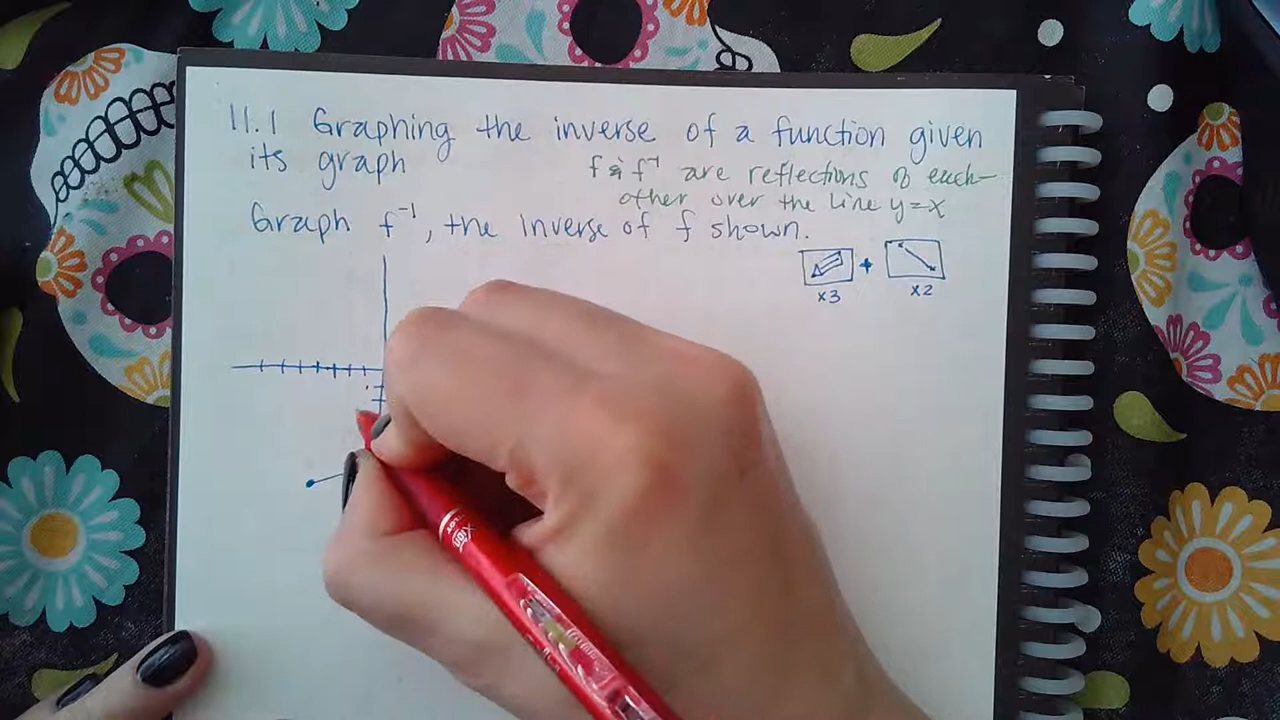 11.1 Graphing the inverse of a function given
its graph
f & f⁻¹ are reflections of each-
other over the line y=x
Graph f⁻¹, the inverse of f shown.
+
x3 x2
PILOT